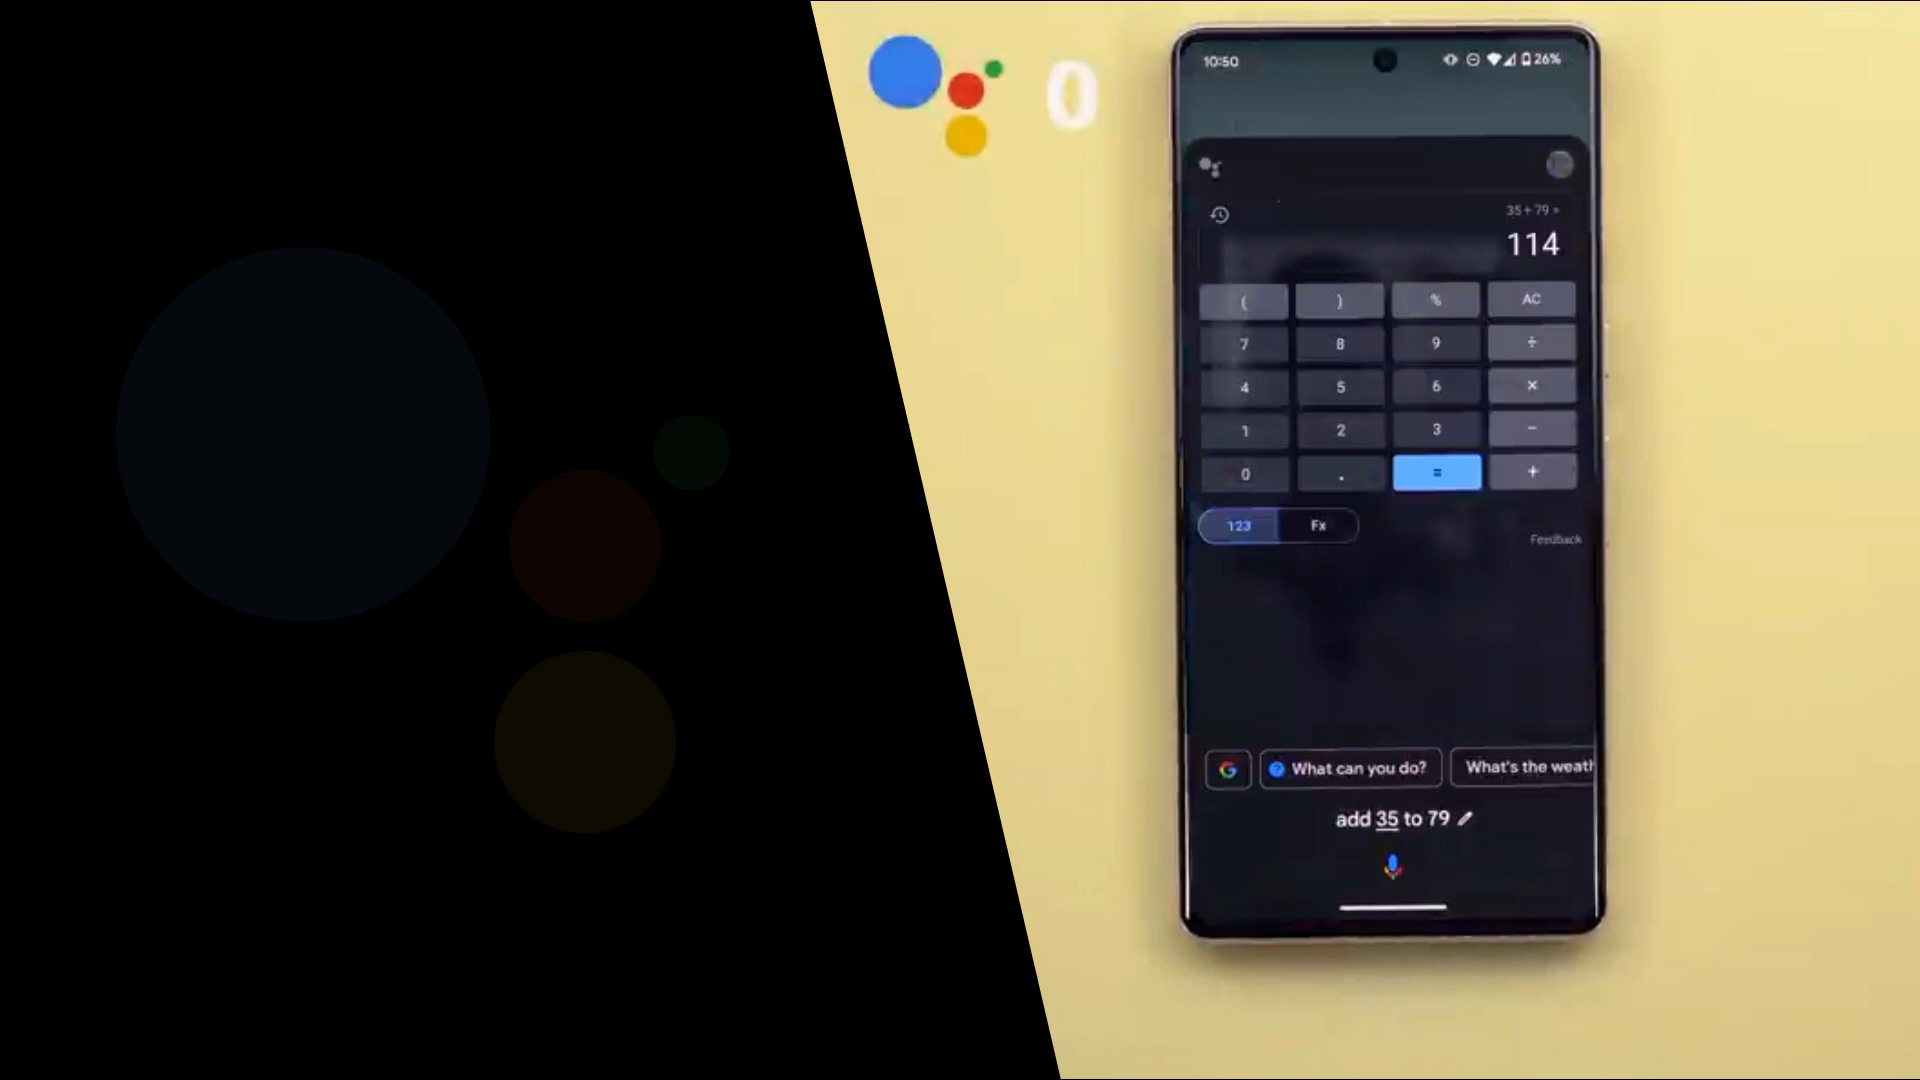 0
10:50
26%
35 + 79 =
114
( ) % AC
7 8 9 ÷
4 5 6 ×
1 2 3 −
0 . = +
123 Fx
Feedback
What can you do? What's the weath
add 35 to 79